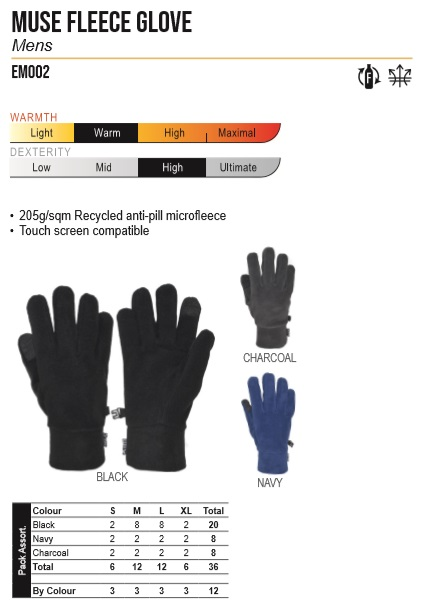 MUSE FLEECE GLOVE
Mens
EM002
F
WARMTH
Light Warm High Maximal
DEXTERITY
Low Mid High Ultimate
• 205g/sqm Recycled anti-pill microfleece
• Touch screen compatible
CHARCOAL
BLACK
NAVY
Pack Assort.
Colour S M L XL Total
Black 2 8 8 2 20
Navy 2 2 2 2 8
Charcoal 2 2 2 2 8
Total 6 12 12 6 36
By Colour 3 3 3 3 12